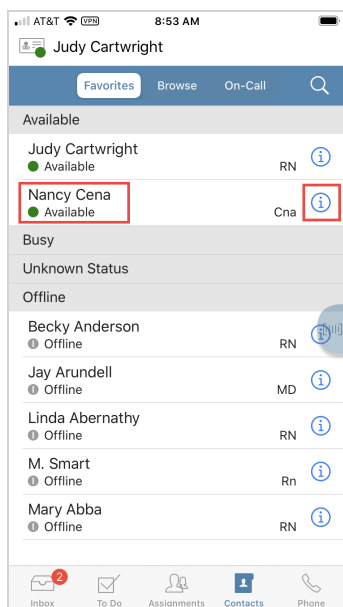 AT&T VPN 8:53 AM
Judy Cartwright
Favorites Browse On-Call
Available
Judy Cartwright
Available RN
Nancy Cena
Available Cna
Busy
Unknown Status
Offline
Becky Anderson
Offline RN
Jay Arundell
Offline MD
Linda Abernathy
Offline RN
M. Smart
Offline Rn
Mary Abba
Offline RN
2
Inbox To Do Assignments Contacts Phone